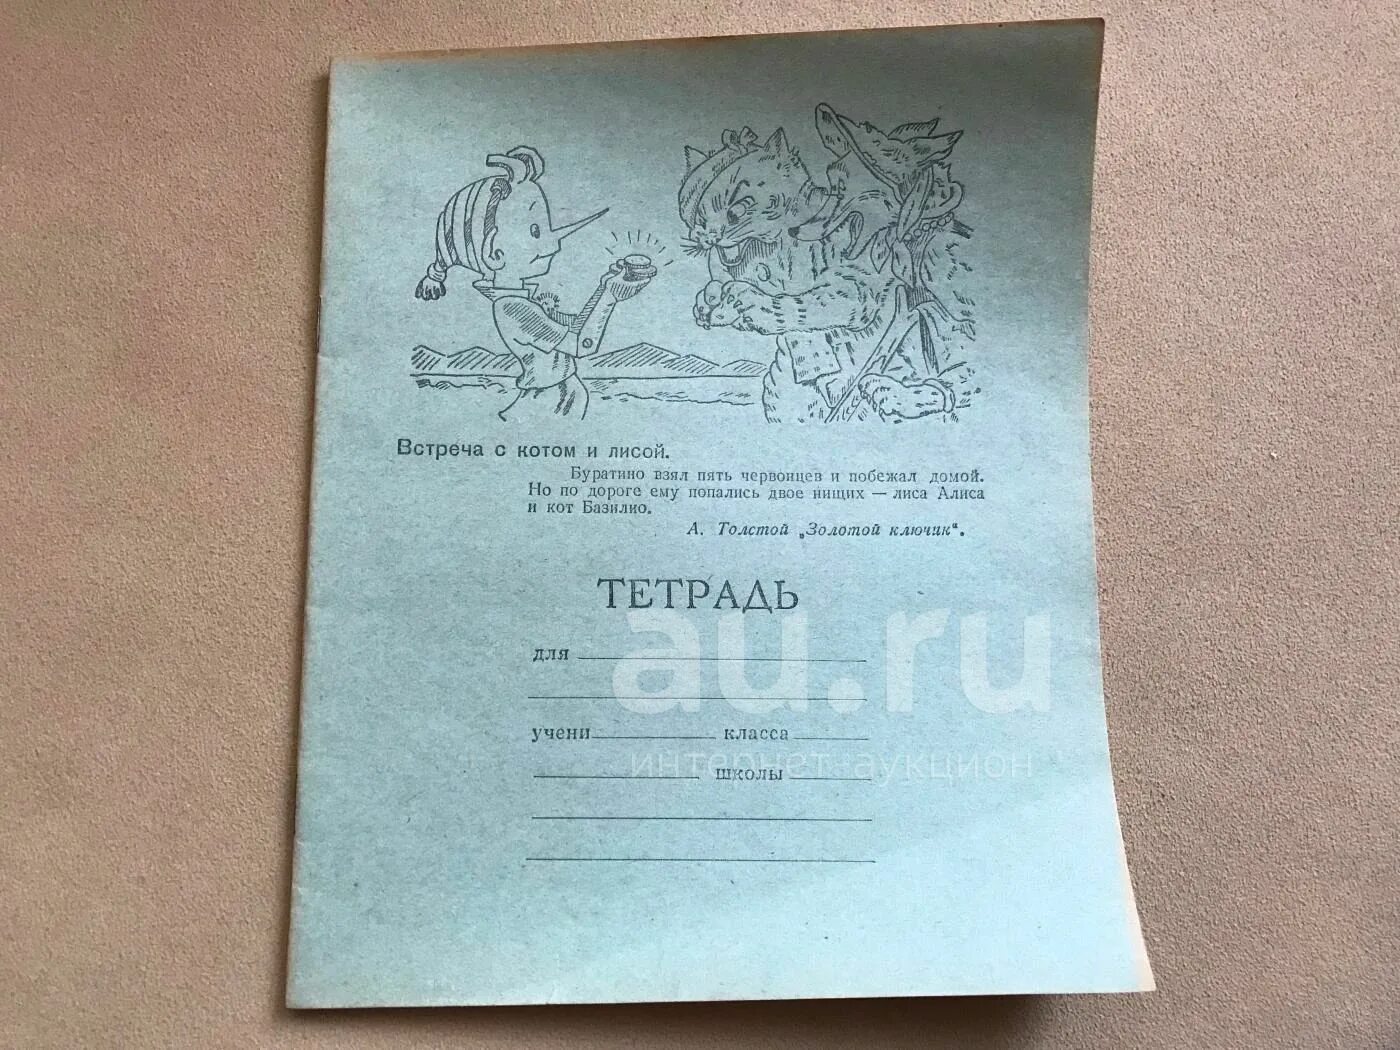 Встреча с котом и лисой.
Буратино взял пять червонцев и побежал домой.
Но по дороге ему попались двое нищих — лиса Алиса
и кот Базилио.
А. Толстой „Золотой ключик“.
ТЕТРАДЬ
для
учени класса
школы
au.ru
интернет-аукцион